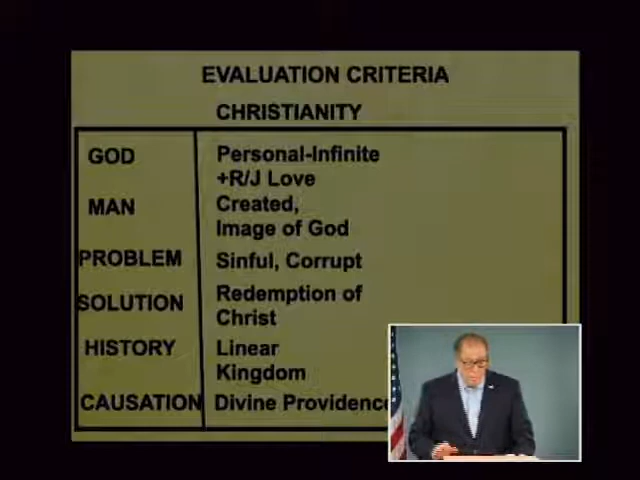 EVALUATION CRITERIA
CHRISTIANITY
GOD
Personal-Infinite
+R/J Love
MAN
Created,
Image of God
PROBLEM
Sinful, Corrupt
SOLUTION
Redemption of
Christ
HISTORY
Linear
Kingdom
CAUSATION
Divine Providence